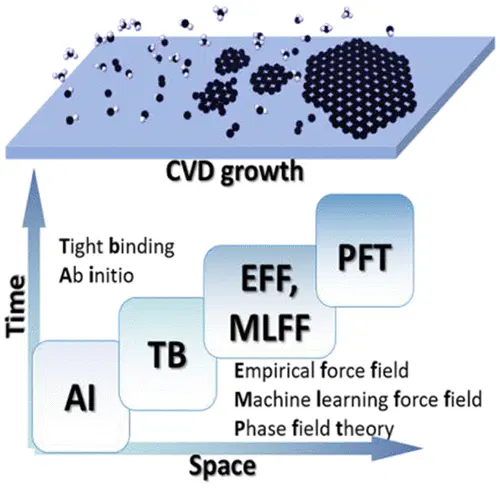 CVD growth
Time
Tight binding
Ab initio
PFT
EFF,
MLFF
TB
AI
Empirical force field
Machine learning force field
Phase field theory
Space